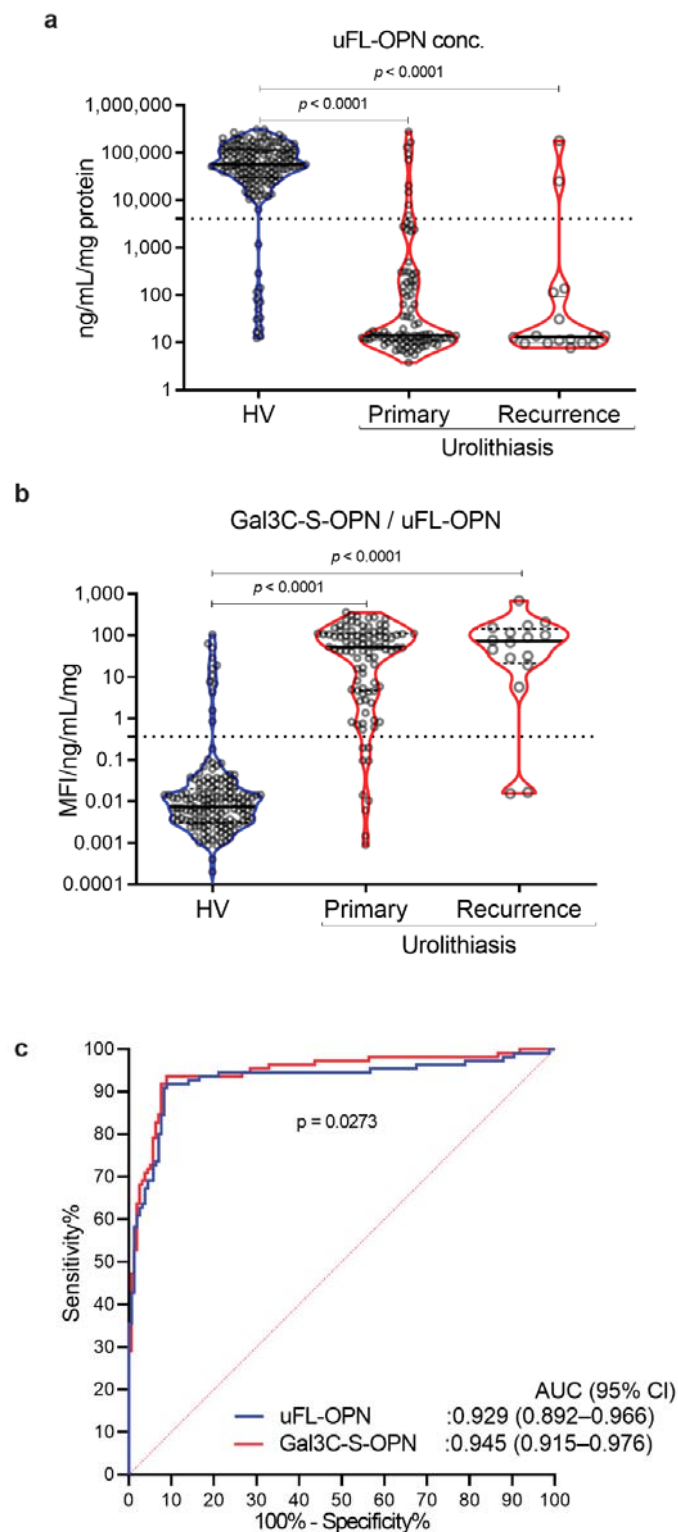 a
uFL-OPN conc.
p < 0.0001
p < 0.0001
1,000,000
100,000
10,000
1,000
100
10
1
ng/mL/mg protein
HV
Primary
Recurrence
Urolithiasis
b
Gal3C-S-OPN / uFL-OPN
p < 0.0001
p < 0.0001
1,000
100
10
1
0.1
0.01
0.001
0.0001
MFI/ng/mL/mg
HV
Primary
Recurrence
Urolithiasis
c
100
90
80
70
60
50
40
30
20
10
0
Sensitivity%
p = 0.0273
AUC (95% CI)
uFL-OPN :0.929 (0.892–0.966)
Gal3C-S-OPN :0.945 (0.915–0.976)
0 10 20 30 40 50 60 70 80 90 100
100% - Specificity%